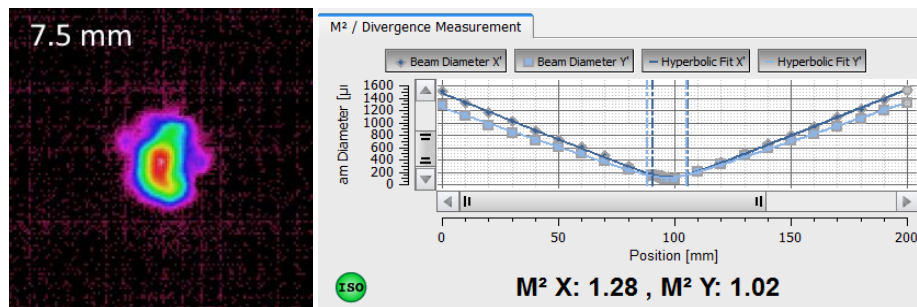 7.5 mm
M² / Divergence Measurement
Beam Diameter X' Beam Diameter Y' Hyperbolic Fit X' Hyperbolic Fit Y'
am Diameter [µ
1600
1400
1200
1000
800
600
400
200
0
0 50 100 150 200
Position [mm]
ISO
M² X: 1.28 , M² Y: 1.02